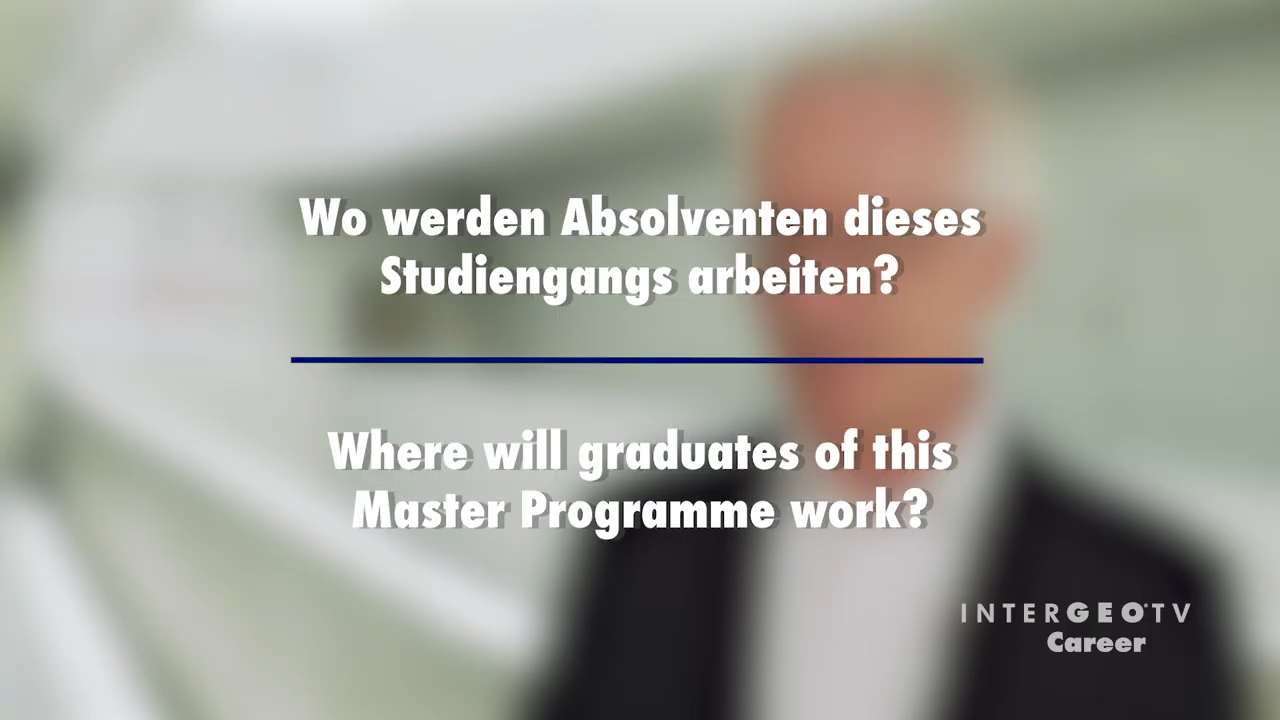 Wo werden Absolventen dieses
Studiengangs arbeiten?
Where will graduates of this
Master Programme work?
INTERGEO TV
Career